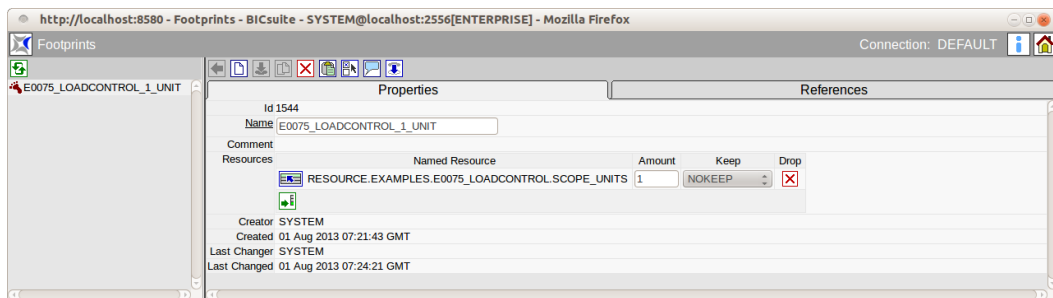 http://localhost:8580 - Footprints - BICsuite - SYSTEM@localhost:2556[ENTERPRISE] - Mozilla Firefox
Footprints
Connection: DEFAULT
E0075_LOADCONTROL_1_UNIT
Properties
References
Id 1544
Name E0075_LOADCONTROL_1_UNIT
Comment
Resources Named Resource Amount Keep Drop
RESOURCE.EXAMPLES.E0075_LOADCONTROL.SCOPE_UNITS 1 NOKEEP
Creator SYSTEM
Created 01 Aug 2013 07:21:43 GMT
Last Changer SYSTEM
Last Changed 01 Aug 2013 07:24:21 GMT